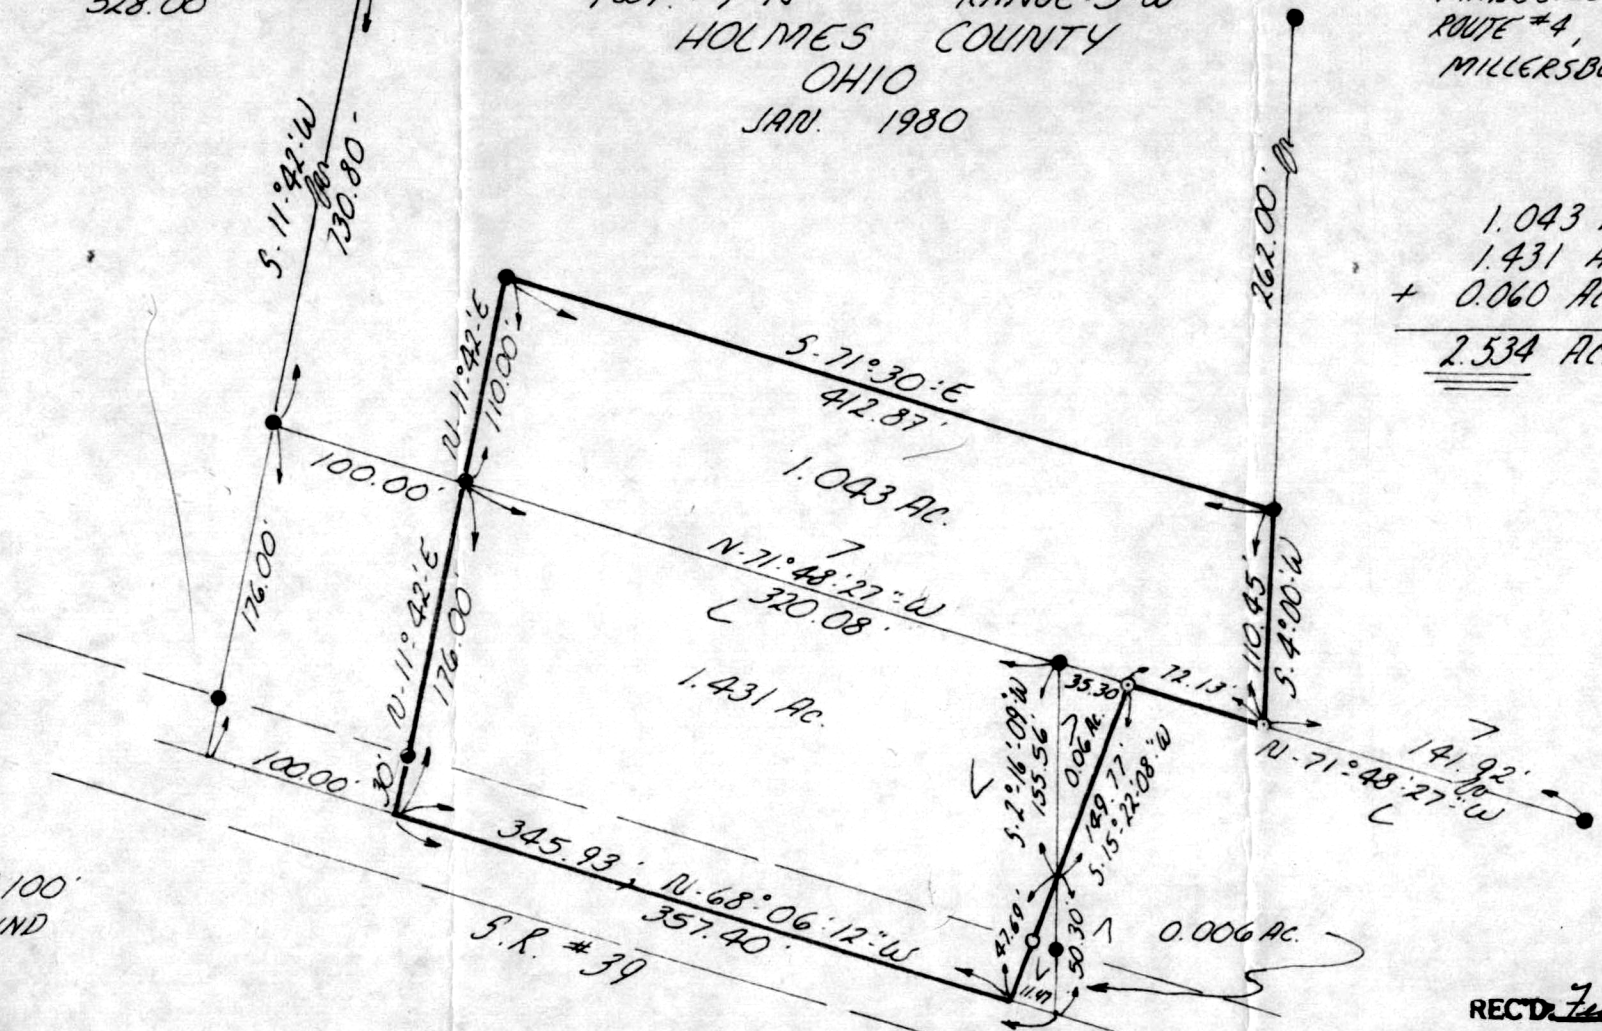 328.00'
HOLMES COUNTY
OHIO
JAN. 1980
ROUTE #4,
S-11°42'-W
730.80'
262.00'
1.043
1.431
+ 0.060 AC
2.534 AC
N-11°42'-E
110.00'
S-71°30'-E
412.87'
1.043 AC.
100.00'
176.00'
N-71°48'27"-W
320.08'
110.45'
S-4°00'-W
N-11°42'-E
176.00'
1.431 AC.
35.30
72.13'
S-2°16'09"-W
155.56'
0.06 AC.
149.77'
S-15°22'08"-W
141.92'
N-71°48'27"-W
30'
100.00'
345.93'; N-68°06'12"-W
357.40'
S.R. #39
47.69'
50.30'
11.47
0.006 AC.
100'
REC'D.